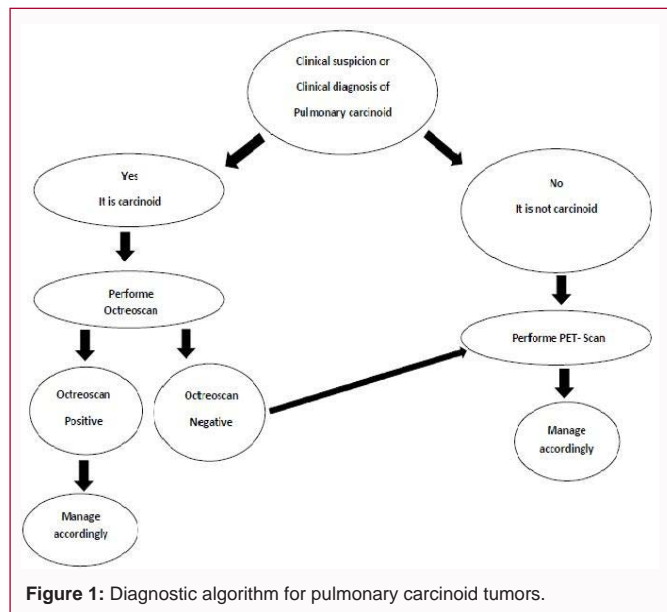 Clinical suspicion or
Clinical diagnosis of
Pulmonary carcinoid
Yes
It is carcinoid
No
It is not carcinoid
Performe
Octreoscan
Performe PET- Scan
Octreoscan
Positive
Octreoscan
Negative
Manage
accordingly
Manage
accordingly
Figure 1: Diagnostic algorithm for pulmonary carcinoid tumors.